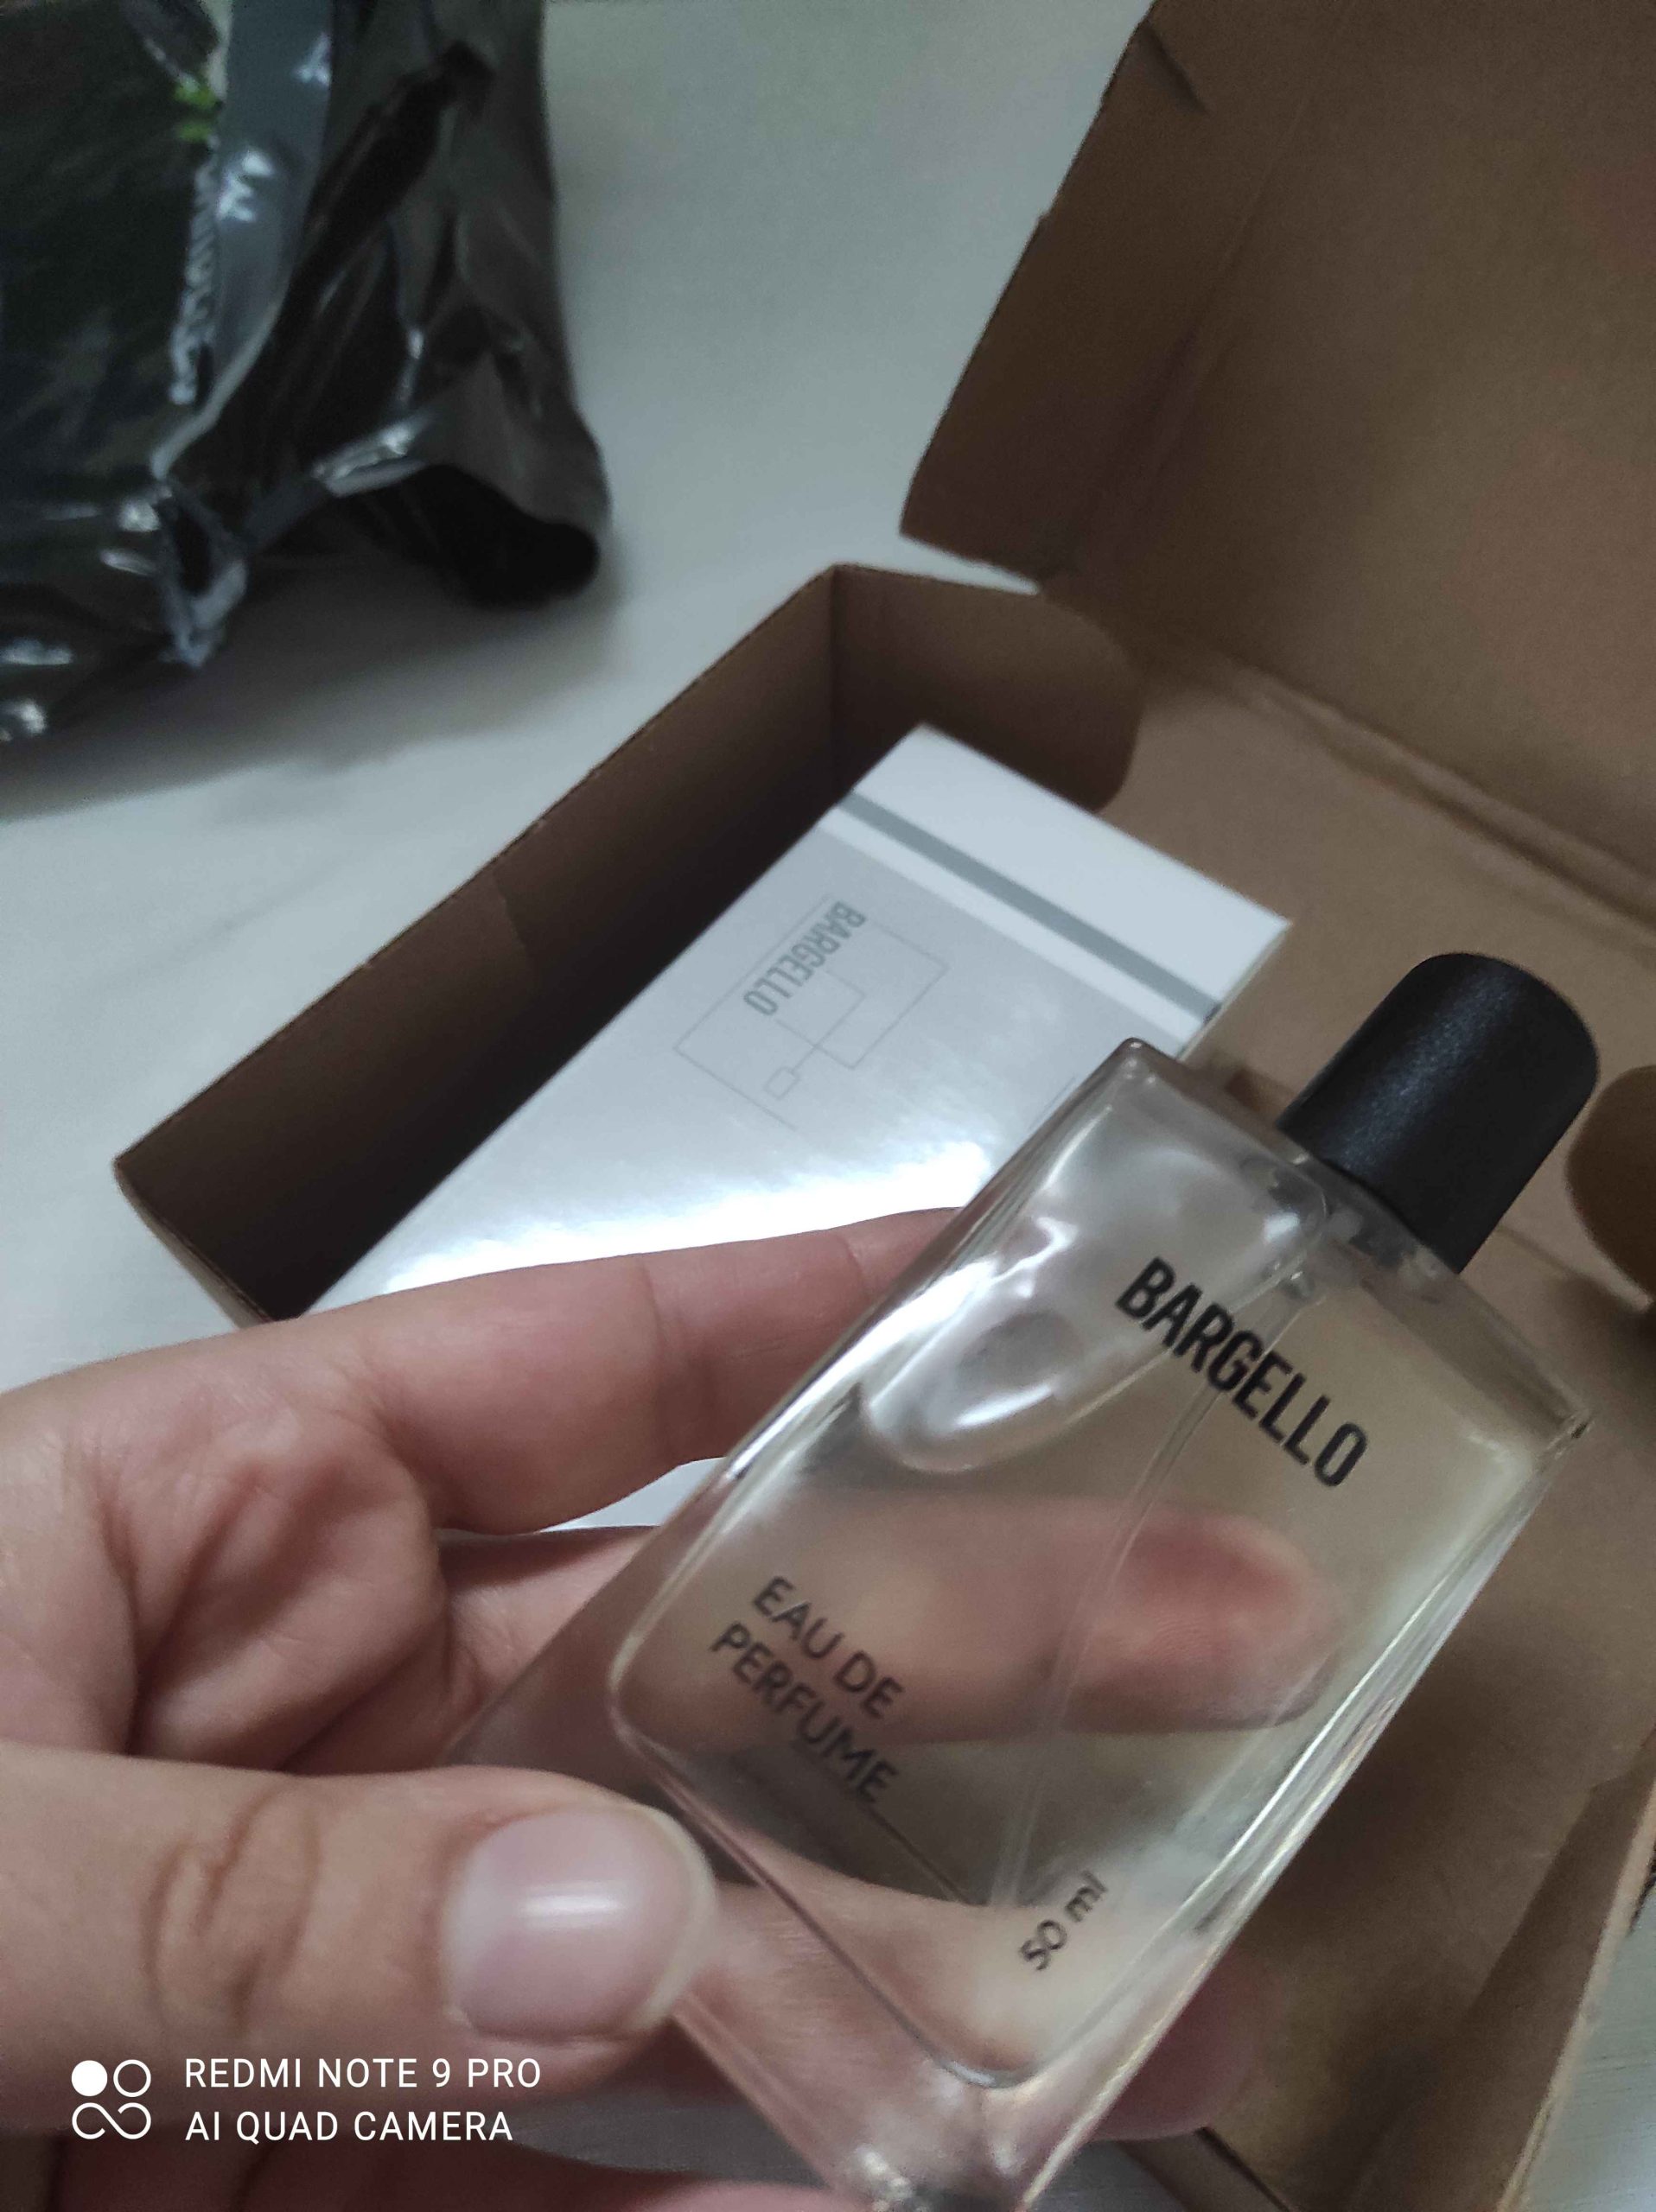 BARGELLO
BARGELLO
EAU DE
PERFUME
50 ml
REDMI NOTE 9 PRO
AI QUAD CAMERA